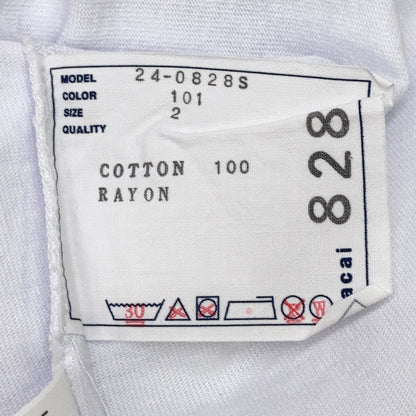 MODEL 24-0828S
COLOR 101
SIZE 2
QUALITY
COTTON 100
RAYON
828
acai
30
W